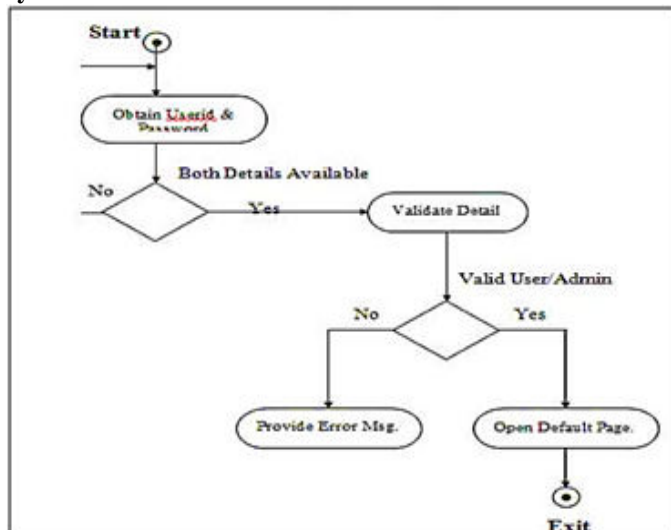 Start
Obtain Userid &
Password
Both Details Available
No
Yes
Validate Detail
Valid User/Admin
No
Yes
Provide Error Msg.
Open Default Page.
Exit